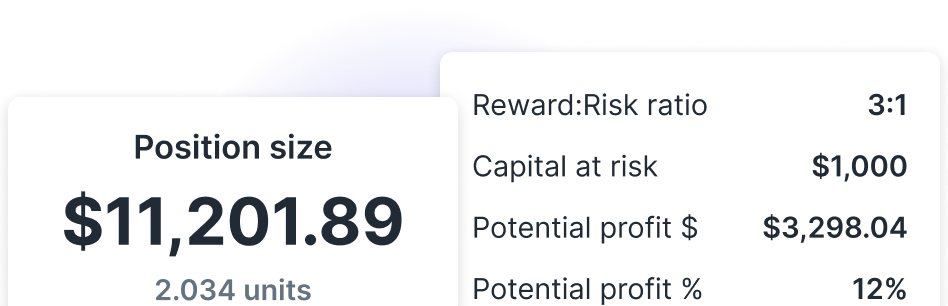 Position size
$11,201.89
2.034 units
Reward:Risk ratio 3:1
Capital at risk $1,000
Potential profit $ $3,298.04
Potential profit % 12%